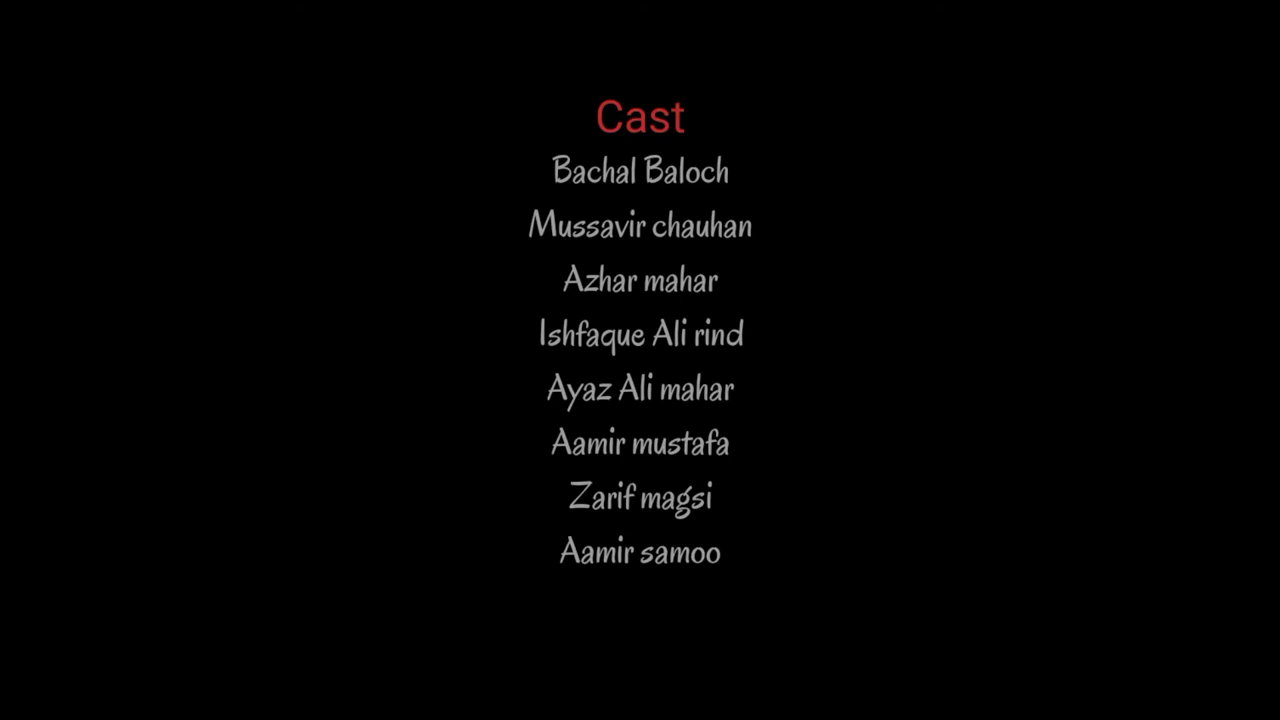 Cast
Bachal Baloch
Mussavir chauhan
Azhar mahar
Ishfaque Ali rind
Ayaz Ali mahar
Aamir mustafa
Zarif magsi
Aamir samoo